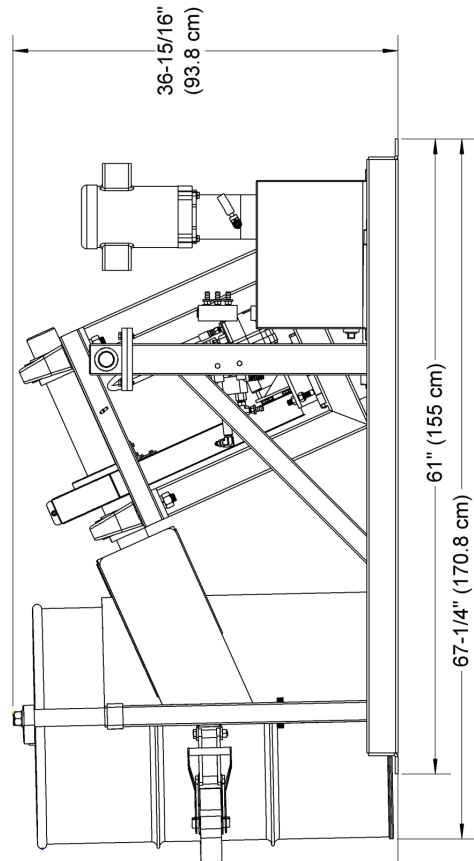 36-15/16"
(93.8 cm)
61" (155 cm)
67-1/4" (170.8 cm)